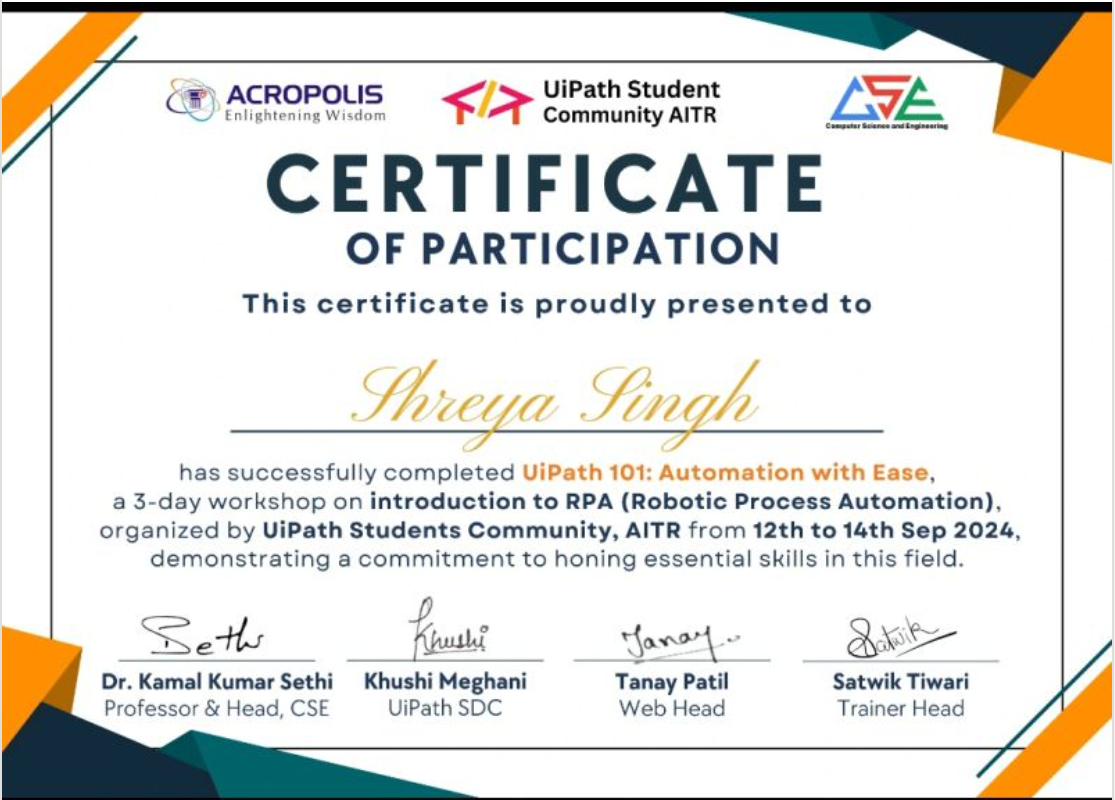 ACROPOLIS
Enlightening Wisdom
UiPath Student
Community AITR
CSE
Computer Science and Engineering
CERTIFICATE
OF PARTICIPATION
This certificate is proudly presented to
Shreya Singh
has successfully completed UiPath 101: Automation with Ease,
a 3-day workshop on introduction to RPA (Robotic Process Automation),
organized by UiPath Students Community, AITR from 12th to 14th Sep 2024,
demonstrating a commitment to honing essential skills in this field.
Sethi Khushi Tanay Satwik
Dr. Kamal Kumar Sethi Khushi Meghani Tanay Patil Satwik Tiwari
Professor & Head, CSE UiPath SDC Web Head Trainer Head